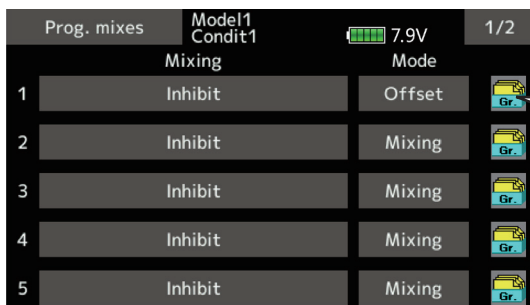 Prog. mixes Model1 Condit1 7.9V 1/2
Mixing Mode
1 Inhibit Offset Gr.
2 Inhibit Mixing Gr.
3 Inhibit Mixing Gr.
4 Inhibit Mixing Gr.
5 Inhibit Mixing Gr.